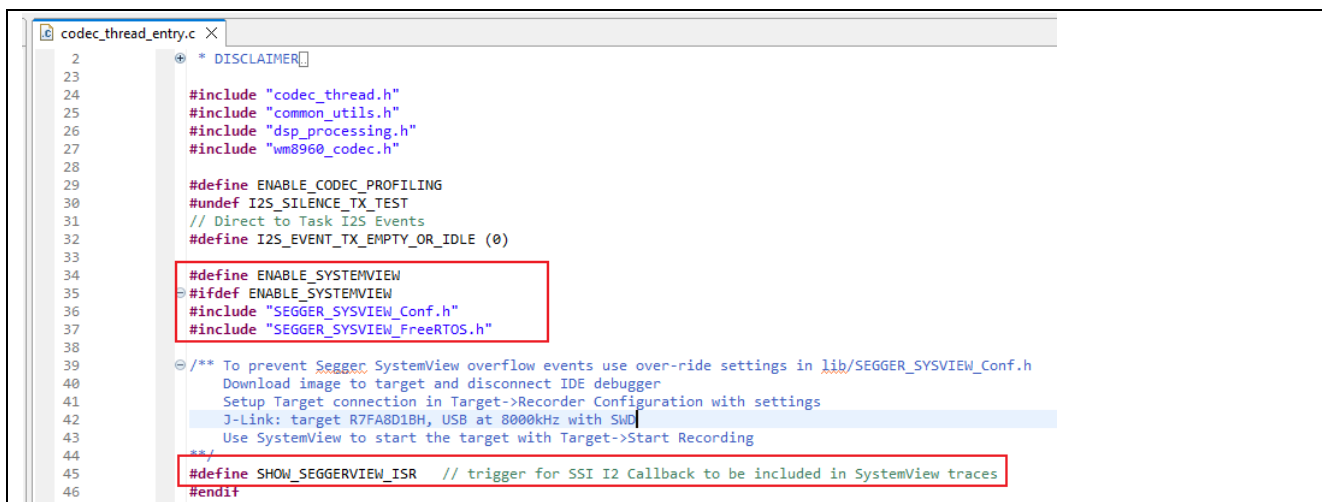 codec_thread_entry.c
2 * DISCLAIMER
23
24 #include "codec_thread.h"
25 #include "common_utils.h"
26 #include "dsp_processing.h"
27 #include "wm8960_codec.h"
28
29 #define ENABLE_CODEC_PROFILING
30 #undef I2S_SILENCE_TX_TEST
31 // Direct to Task I2S Events
32 #define I2S_EVENT_TX_EMPTY_OR_IDLE (0)
33
34 #define ENABLE_SYSTEMVIEW
35 #ifdef ENABLE_SYSTEMVIEW
36 #include "SEGGER_SYSVIEW_Conf.h"
37 #include "SEGGER_SYSVIEW_FreeRTOS.h"
38
39 /** To prevent Segger SystemView overflow events use over-ride settings in lib/SEGGER_SYSVIEW_Conf.h
40 Download image to target and disconnect IDE debugger
41 Setup Target connection in Target->Recorder Configuration with settings
42 J-Link: target R7FA8D1BH, USB at 8000kHz with SWD
43 Use SystemView to start the target with Target->Start Recording
44 **/
45 #define SHOW_SEGGERVIEW_ISR // trigger for SSI I2 Callback to be included in SystemView traces
46 #endif